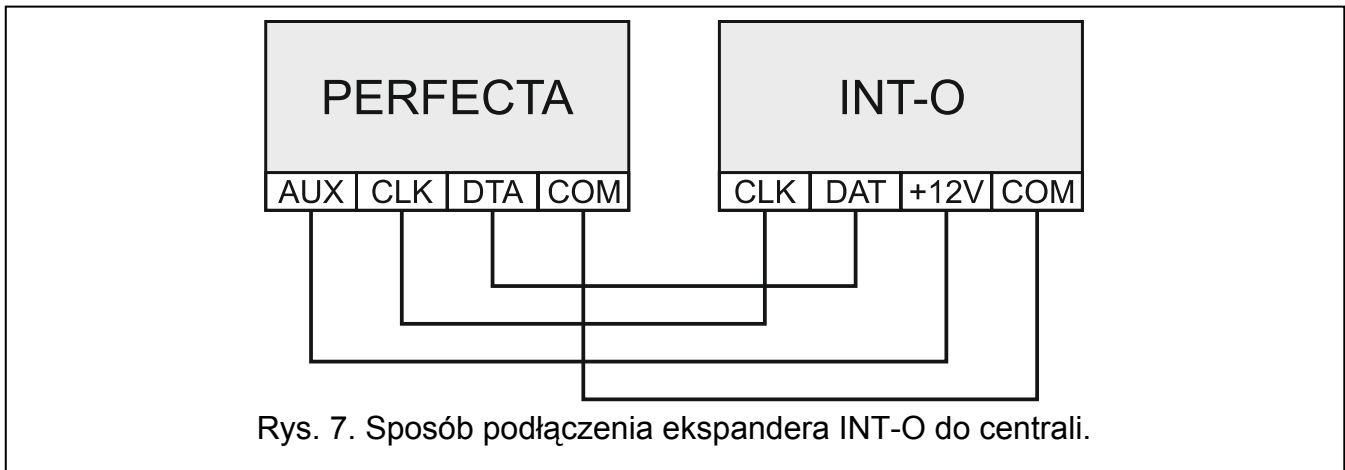 PERFECTA INT-O
AUX CLK DTA COM CLK DAT +12V COM
Rys. 7. Sposób podłączenia ekspandera INT-O do centrali.